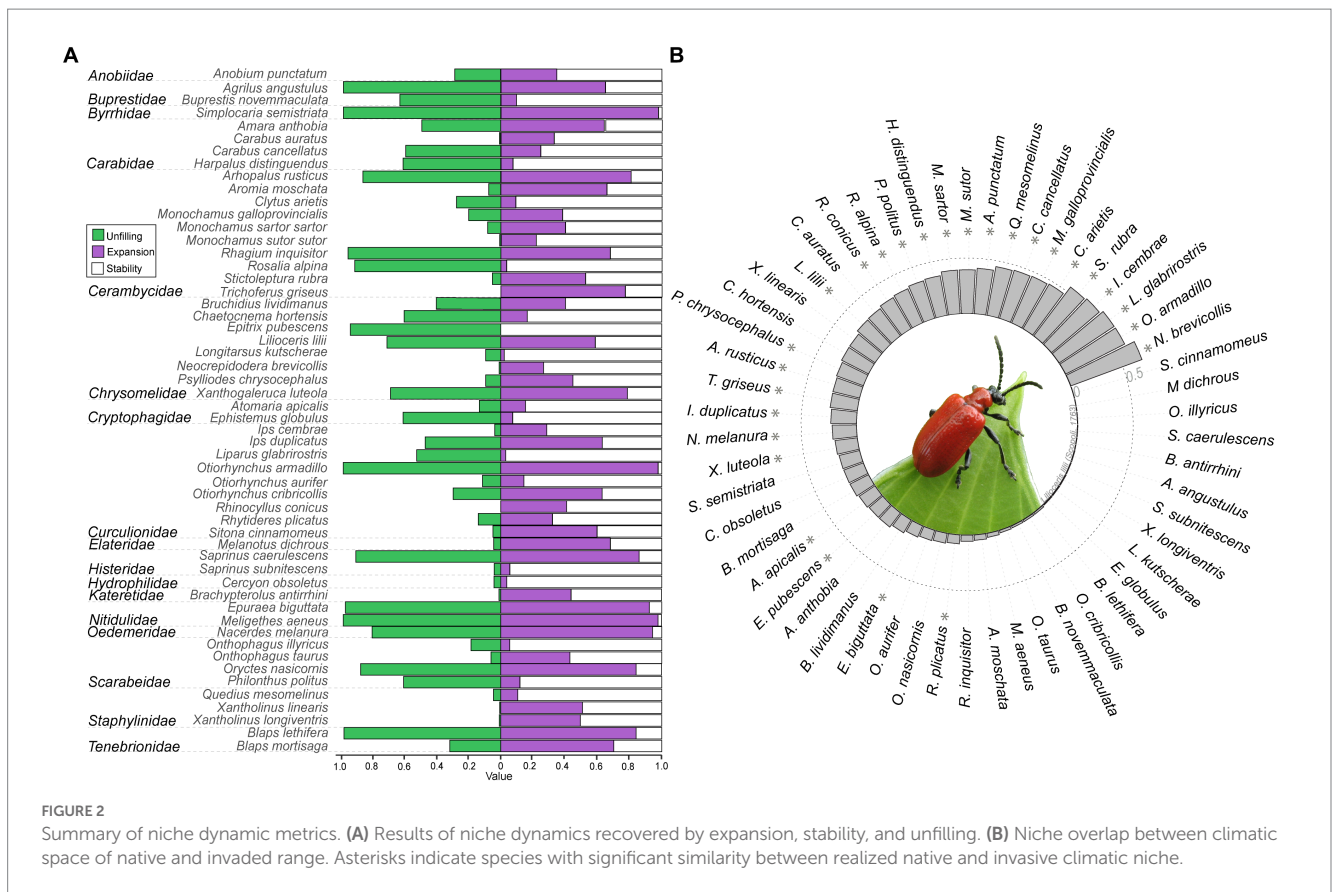 A
B
Anobiidae
Anobium punctatum
Agrilus angustulus
Buprestidae
Buprestis novemmaculata
Byrrhidae
Simplocaria semistriata
Amara anthobia
Carabus auratus
Carabus cancellatus
Carabidae
Harpalus distinguendus
Arhopalus rusticus
Aromia moschata
Clytus arietis
Monochamus galloprovincialis
Monochamus sartor sartor
Monochamus sutor sutor
Rhagium inquisitor
Rosalia alpina
Stictoleptura rubra
Cerambycidae
Trichoferus griseus
Bruchidius lividimanus
Chaetocnema hortensis
Epitrix pubescens
Lilioceris lilii
Longitarsus kutscherae
Neocrepidodera brevicollis
Psylliodes chrysocephalus
Chrysomelidae
Xanthogaleruca luteola
Atomaria apicalis
Cryptophagidae
Ephistemus globulus
Ips cembrae
Ips duplicatus
Liparus glabrirostris
Otiorhynchus armadillo
Otiorhynchus aurifer
Otiorhynchus cribricollis
Rhinocyllus conicus
Rhytideres plicatus
Curculionidae
Sitona cinnamomeus
Elateridae
Melanotus dichrous
Saprinus caerulescens
Histeridae
Saprinus subnitescens
Hydrophilidae
Cercyon obsoletus
Kateretidae
Brachypterolus antirrhini
Epuraea biguttata
Nitidulidae
Meligethes aeneus
Oedemeridae
Nacerdes melanura
Onthophagus illyricus
Onthophagus taurus
Oryctes nasicornis
Scarabeidae
Philonthus politus
Quedius mesomelinus
Xantholinus linearis
Staphylinidae
Xantholinus longiventris
Blaps lethifera
Tenebrionidae
Blaps mortisaga
Unfilling
Expansion
Stability
1.0 0.8 0.6 0.4 0.2 0 0.2 0.4 0.6 0.8 1.0
Value
H. distinguendus *
M. sartor *
M. sutor *
A. punctatum *
Q. mesomelinus *
C. cancellatus *
M. galloprovincialis *
C. arietis *
S. rubra *
I. cembrae *
L. glabrirostris *
O. armadillo *
N. brevicollis *
S. cinnamomeus
M dichrous
O. illyricus
S. caerulescens
B. antirrhini
A. angustulus
S. subnitescens
X. longiventris
L. kutscherae
E. globulus
B. lethifera
O. cribricollis
B. novemmaculata
O. taurus
M. aeneus
A. moschata
R. inquisitor
R. plicatus *
O. nasicornis
O. aurifer
E. biguttata *
B. lividimanus
A. anthobia
E. pubescens *
A. apicalis *
B. mortisaga
C. obsoletus
S. semistriata
X. luteola *
N. melanura *
I. duplicatus *
T. griseus *
A. rusticus *
P. chrysocephalus *
C. hortensis
X. linearis
L. lilii *
C. auratus
R. conicus *
R. alpina *
P. politus *
0
0.5
Lilioceris lilii (Scopoli, 1763)
FIGURE 2
Summary of niche dynamic metrics. (A) Results of niche dynamics recovered by expansion, stability, and unfilling. (B) Niche overlap between climatic
space of native and invaded range. Asterisks indicate species with significant similarity between realized native and invasive climatic niche.